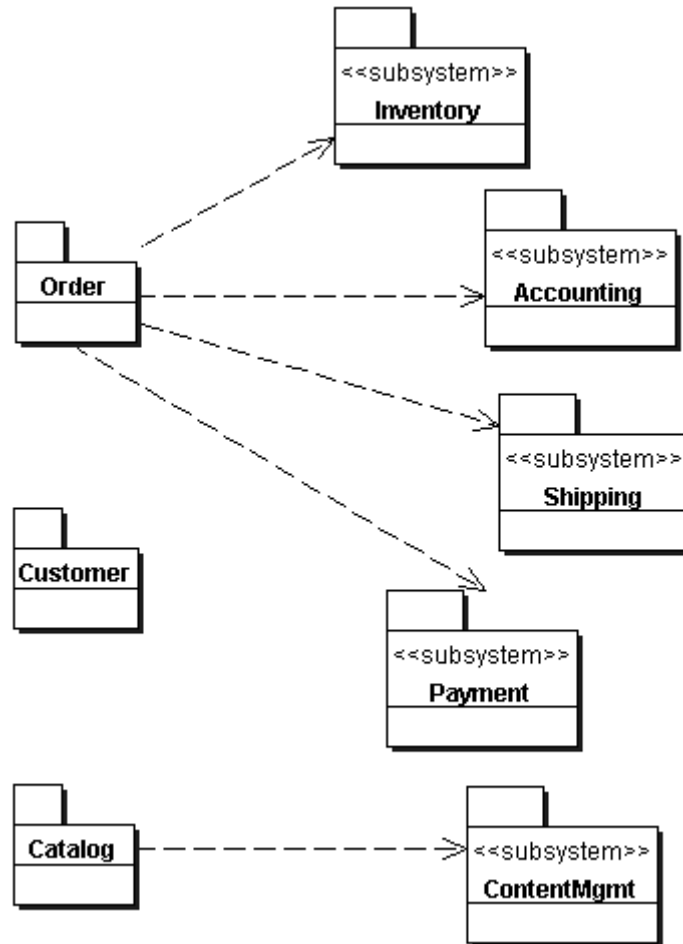 <<subsystem>>
Inventory
<<subsystem>>
Accounting
Order
<<subsystem>>
Shipping
Customer
<<subsystem>>
Payment
Catalog
<<subsystem>>
ContentMgmt